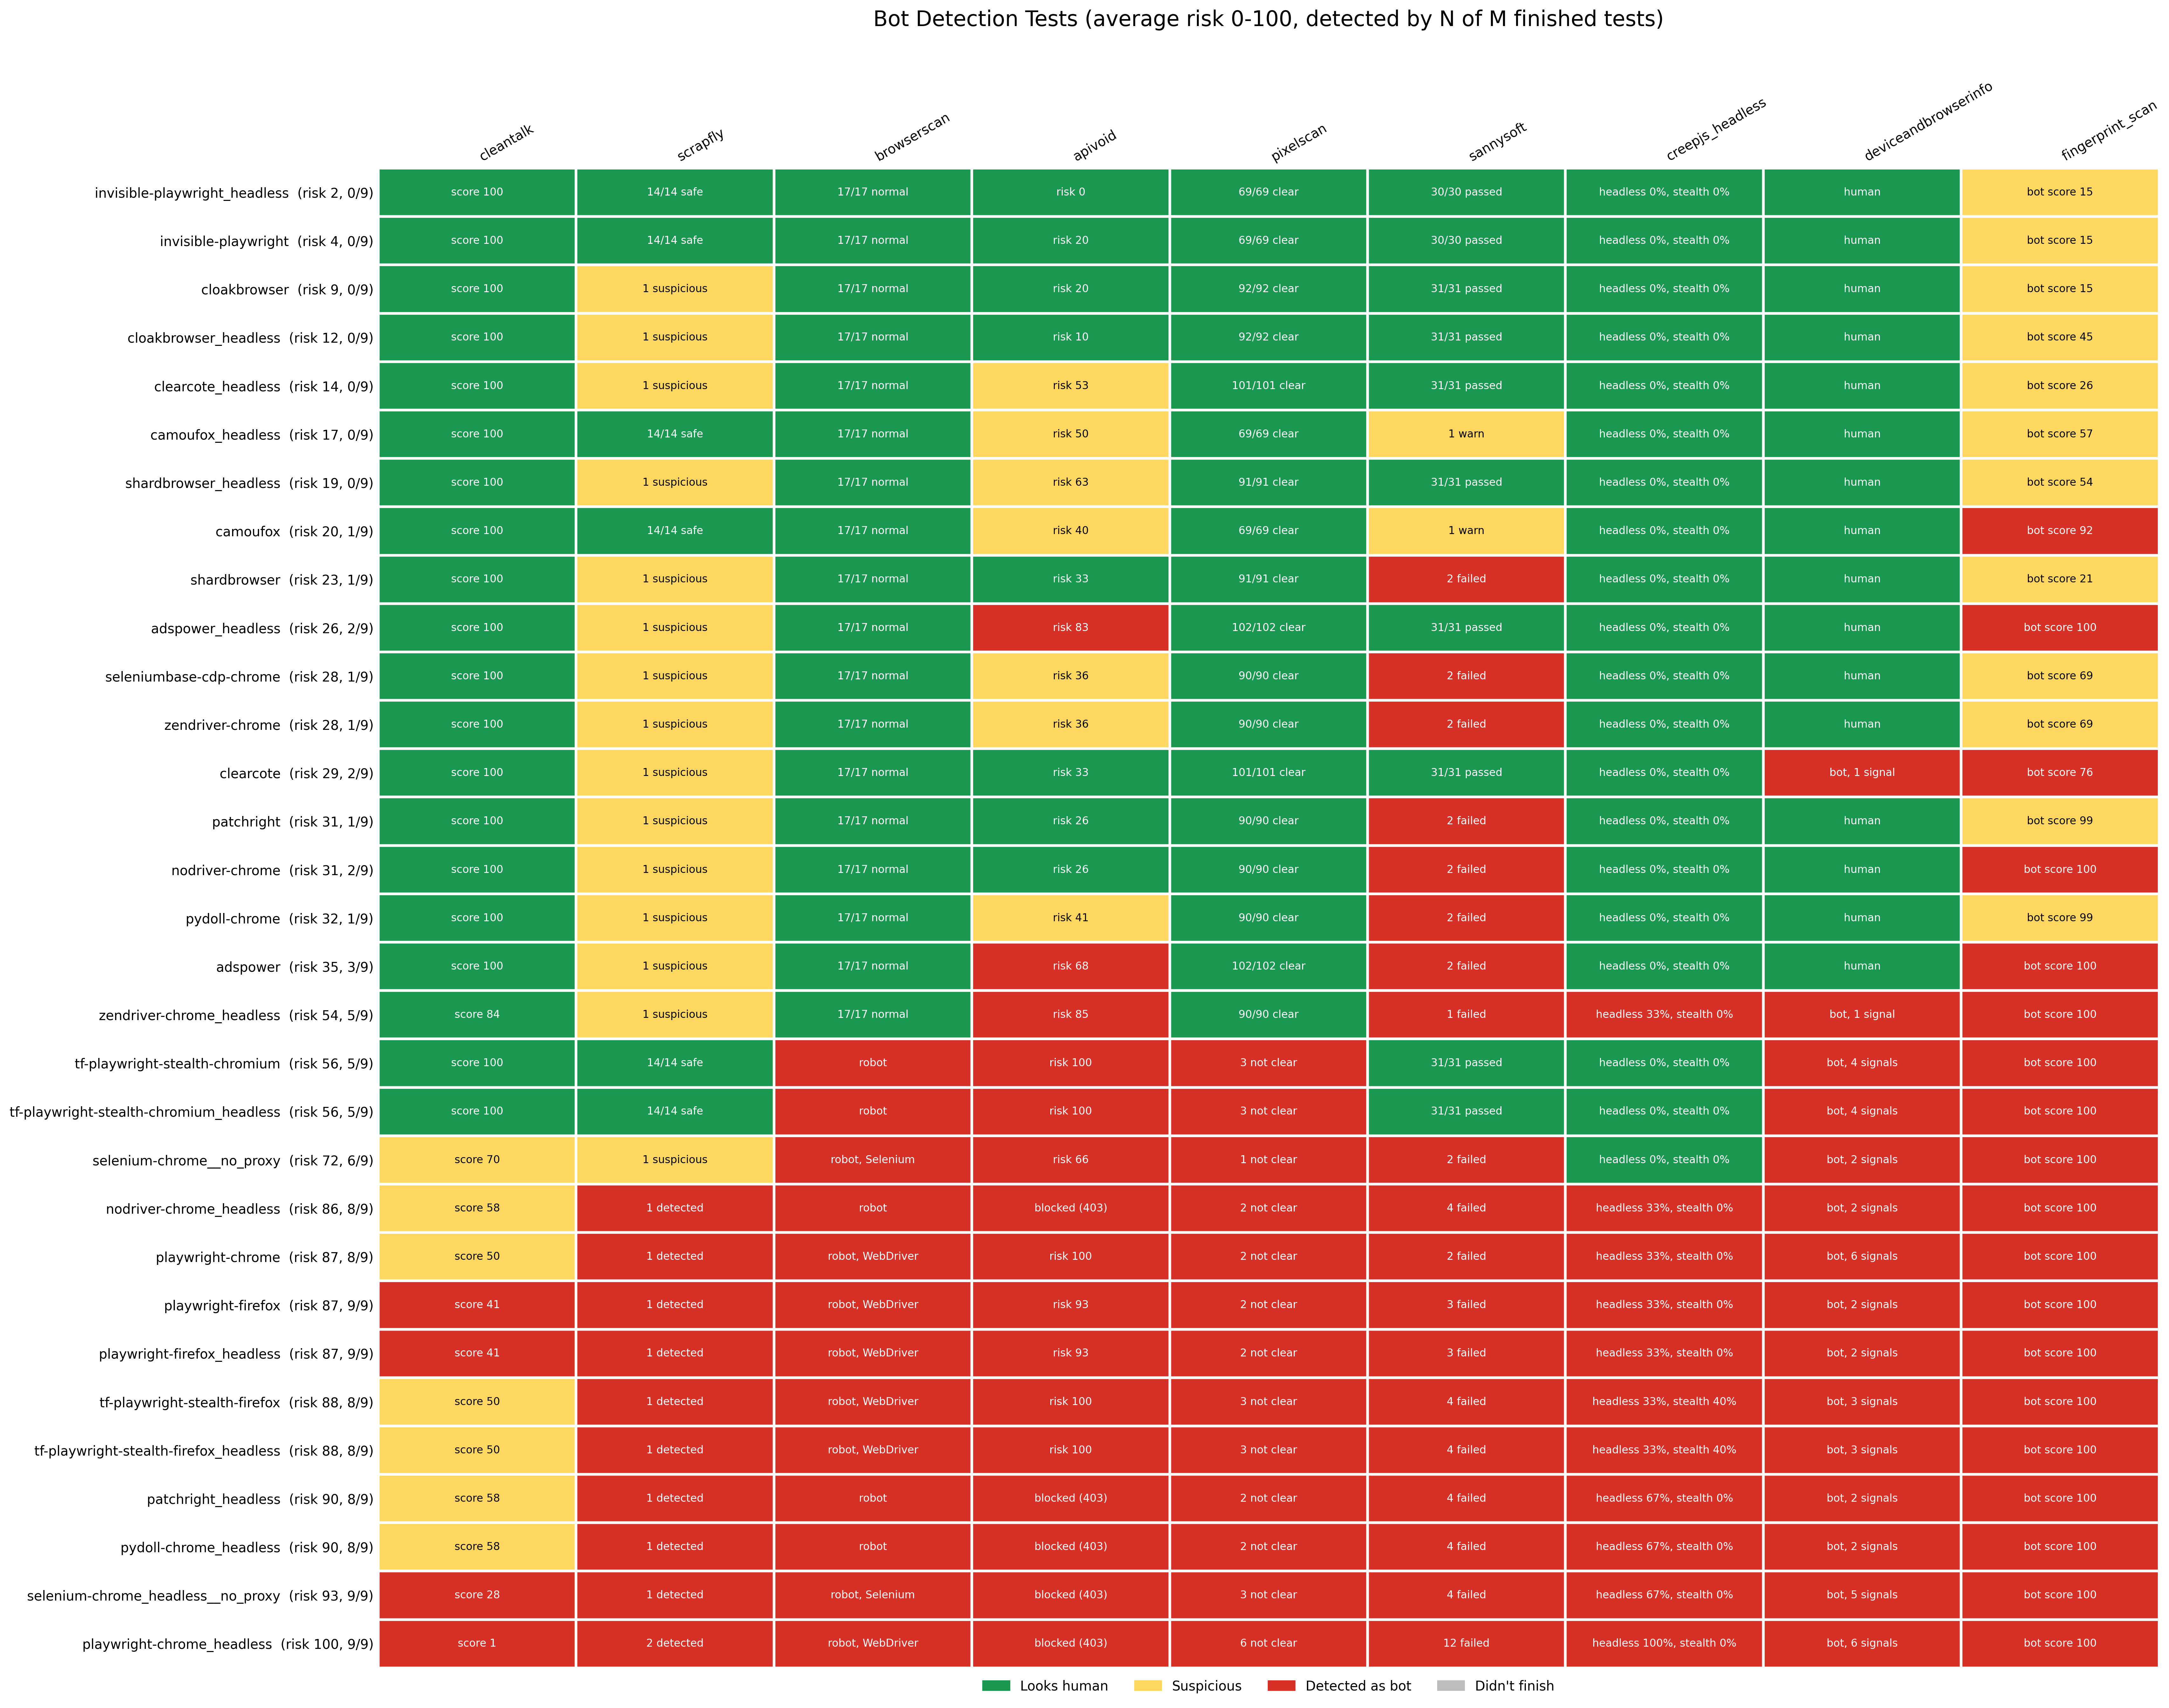 Bot Detection Tests (average risk 0-100, detected by N of M finished tests)
cleantalk scrapfly browserscan apivoid pixelscan sannysoft creepjs_headless deviceandbrowserinfo fingerprint_scan
invisible-playwright_headless (risk 2, 0/9) score 100 14/14 safe 17/17 normal risk 0 69/69 clear 30/30 passed headless 0%, stealth 0% human bot score 15
invisible-playwright (risk 4, 0/9) score 100 14/14 safe 17/17 normal risk 20 69/69 clear 30/30 passed headless 0%, stealth 0% human bot score 15
cloakbrowser (risk 9, 0/9) score 100 1 suspicious 17/17 normal risk 20 92/92 clear 31/31 passed headless 0%, stealth 0% human bot score 15
cloakbrowser_headless (risk 12, 0/9) score 100 1 suspicious 17/17 normal risk 10 92/92 clear 31/31 passed headless 0%, stealth 0% human bot score 45
clearcote_headless (risk 14, 0/9) score 100 1 suspicious 17/17 normal risk 53 101/101 clear 31/31 passed headless 0%, stealth 0% human bot score 26
camoufox_headless (risk 17, 0/9) score 100 14/14 safe 17/17 normal risk 50 69/69 clear 1 warn headless 0%, stealth 0% human bot score 57
shardbrowser_headless (risk 19, 0/9) score 100 1 suspicious 17/17 normal risk 63 91/91 clear 31/31 passed headless 0%, stealth 0% human bot score 54
camoufox (risk 20, 1/9) score 100 14/14 safe 17/17 normal risk 40 69/69 clear 1 warn headless 0%, stealth 0% human bot score 92
shardbrowser (risk 23, 1/9) score 100 1 suspicious 17/17 normal risk 33 91/91 clear 2 failed headless 0%, stealth 0% human bot score 21
adspower_headless (risk 26, 2/9) score 100 1 suspicious 17/17 normal risk 83 102/102 clear 31/31 passed headless 0%, stealth 0% human bot score 100
seleniumbase-cdp-chrome (risk 28, 1/9) score 100 1 suspicious 17/17 normal risk 36 90/90 clear 2 failed headless 0%, stealth 0% human bot score 69
zendriver-chrome (risk 28, 1/9) score 100 1 suspicious 17/17 normal risk 36 90/90 clear 2 failed headless 0%, stealth 0% human bot score 69
clearcote (risk 29, 2/9) score 100 1 suspicious 17/17 normal risk 33 101/101 clear 31/31 passed headless 0%, stealth 0% bot, 1 signal bot score 76
patchright (risk 31, 1/9) score 100 1 suspicious 17/17 normal risk 26 90/90 clear 2 failed headless 0%, stealth 0% human bot score 99
nodriver-chrome (risk 31, 2/9) score 100 1 suspicious 17/17 normal risk 26 90/90 clear 2 failed headless 0%, stealth 0% human bot score 100
pydoll-chrome (risk 32, 1/9) score 100 1 suspicious 17/17 normal risk 41 90/90 clear 2 failed headless 0%, stealth 0% human bot score 99
adspower (risk 35, 3/9) score 100 1 suspicious 17/17 normal risk 68 102/102 clear 2 failed headless 0%, stealth 0% human bot score 100
zendriver-chrome_headless (risk 54, 5/9) score 84 1 suspicious 17/17 normal risk 85 90/90 clear 1 failed headless 33%, stealth 0% bot, 1 signal bot score 100
tf-playwright-stealth-chromium (risk 56, 5/9) score 100 14/14 safe robot risk 100 3 not clear 31/31 passed headless 0%, stealth 0% bot, 4 signals bot score 100
tf-playwright-stealth-chromium_headless (risk 56, 5/9) score 100 14/14 safe robot risk 100 3 not clear 31/31 passed headless 0%, stealth 0% bot, 4 signals bot score 100
selenium-chrome__no_proxy (risk 72, 6/9) score 70 1 suspicious robot, Selenium risk 66 1 not clear 2 failed headless 0%, stealth 0% bot, 2 signals bot score 100
nodriver-chrome_headless (risk 86, 8/9) score 58 1 detected robot blocked (403) 2 not clear 4 failed headless 33%, stealth 0% bot, 2 signals bot score 100
playwright-chrome (risk 87, 8/9) score 50 1 detected robot, WebDriver risk 100 2 not clear 2 failed headless 33%, stealth 0% bot, 6 signals bot score 100
playwright-firefox (risk 87, 9/9) score 41 1 detected robot, WebDriver risk 93 2 not clear 3 failed headless 33%, stealth 0% bot, 2 signals bot score 100
playwright-firefox_headless (risk 87, 9/9) score 41 1 detected robot, WebDriver risk 93 2 not clear 3 failed headless 33%, stealth 0% bot, 2 signals bot score 100
tf-playwright-stealth-firefox (risk 88, 8/9) score 50 1 detected robot, WebDriver risk 100 3 not clear 4 failed headless 33%, stealth 40% bot, 3 signals bot score 100
tf-playwright-stealth-firefox_headless (risk 88, 8/9) score 50 1 detected robot, WebDriver risk 100 3 not clear 4 failed headless 33%, stealth 40% bot, 3 signals bot score 100
patchright_headless (risk 90, 8/9) score 58 1 detected robot blocked (403) 2 not clear 4 failed headless 67%, stealth 0% bot, 2 signals bot score 100
pydoll-chrome_headless (risk 90, 8/9) score 58 1 detected robot blocked (403) 2 not clear 4 failed headless 67%, stealth 0% bot, 2 signals bot score 100
selenium-chrome_headless__no_proxy (risk 93, 9/9) score 28 1 detected robot, Selenium blocked (403) 3 not clear 4 failed headless 67%, stealth 0% bot, 5 signals bot score 100
playwright-chrome_headless (risk 100, 9/9) score 1 2 detected robot, WebDriver blocked (403) 6 not clear 12 failed headless 100%, stealth 0% bot, 6 signals bot score 100
Looks human Suspicious Detected as bot Didn't finish